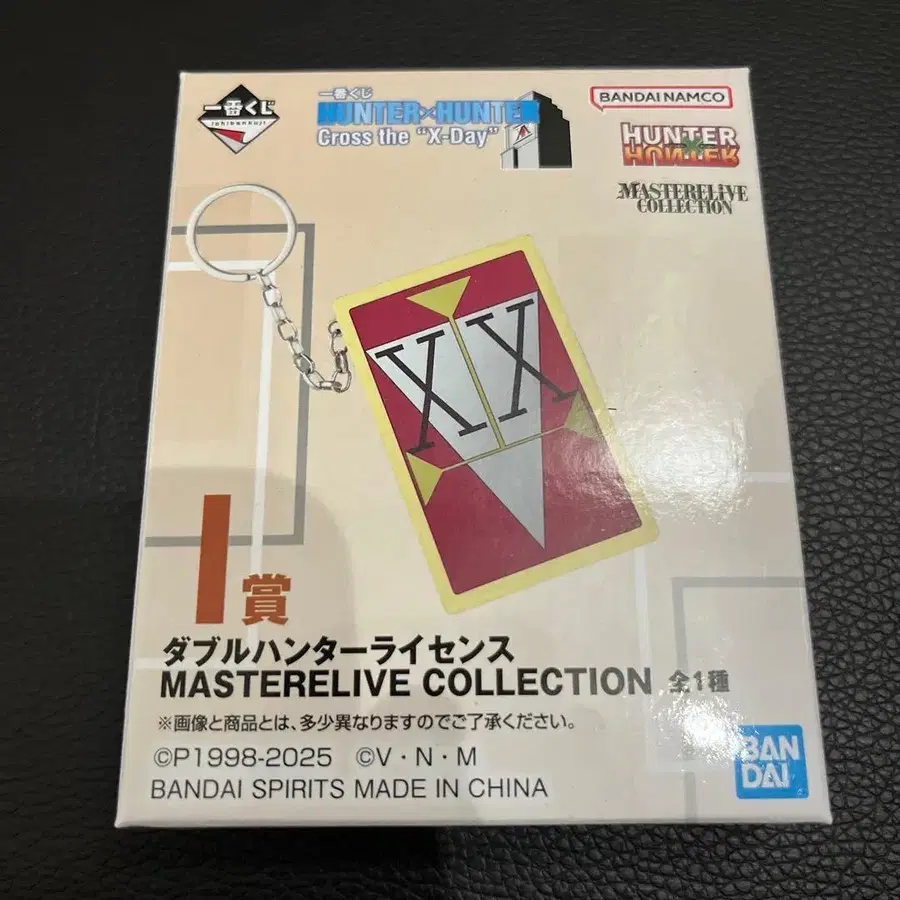 一番くじ
ichibankuji
一番くじ
HUNTER×HUNTER
Cross the "X-Day"
BANDAI NAMCO
HUNTER
×
HUNTER
MASTERELIVE
COLLECTION
XX
I賞
ダブルハンターライセンス
MASTERELIVE COLLECTION 全1種
※画像と商品とは、多少異なりますのでご了承ください。
©P1998-2025 ©V・N・M
BANDAI SPIRITS MADE IN CHINA
BAN
DAI